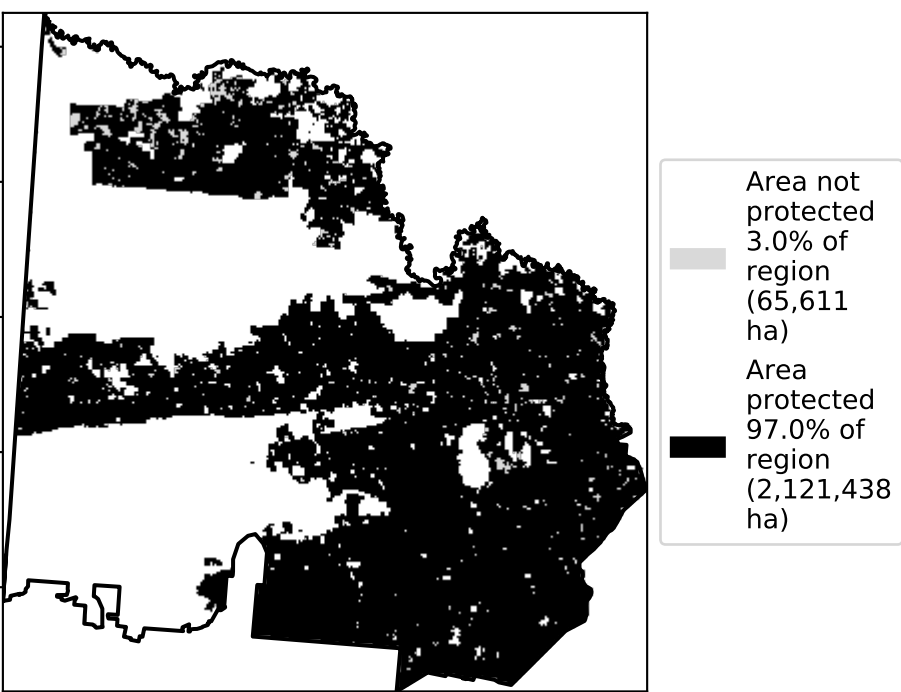 Area not
protected
3.0% of
region
(65,611
ha)
Area
protected
97.0% of
region
(2,121,438
ha)